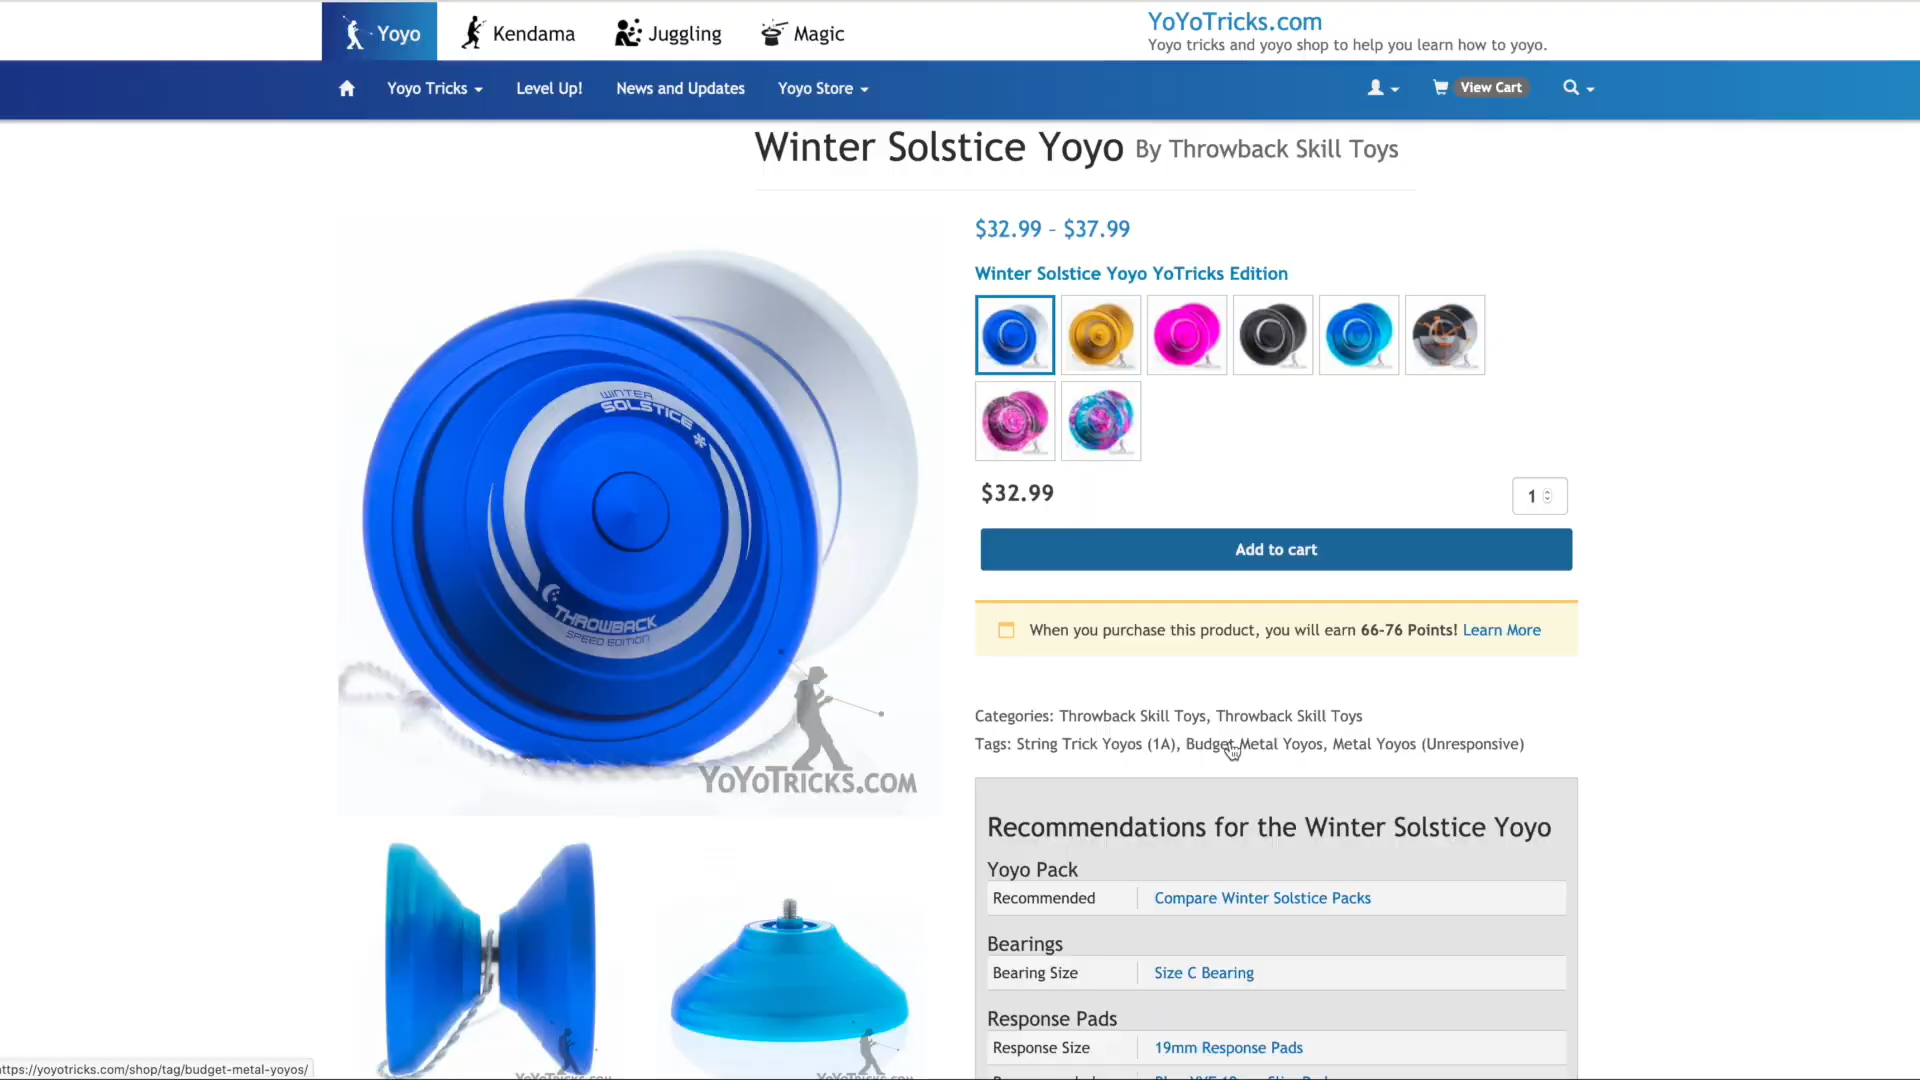 Yoyo
Kendama
Juggling
Magic
YoYoTricks.com
Yoyo tricks and yoyo shop to help you learn how to yoyo.
Yoyo Tricks
Level Up!
News and Updates
Yoyo Store
View Cart
Winter Solstice Yoyo By Throwback Skill Toys
$32.99 - $37.99
Winter Solstice Yoyo YoTricks Edition
WINTER
SOLSTICE
THROWBACK
SPEED EDITION
YOYOTRICKS.COM
$32.99
1
Add to cart
When you purchase this product, you will earn 66-76 Points! Learn More
Categories: Throwback Skill Toys, Throwback Skill Toys
Tags: String Trick Yoyos (1A), Budget Metal Yoyos, Metal Yoyos (Unresponsive)
Recommendations for the Winter Solstice Yoyo
Yoyo Pack
Recommended
Compare Winter Solstice Packs
Bearings
Bearing Size
Size C Bearing
Response Pads
Response Size
19mm Response Pads
ttps://yoyotricks.com/shop/tag/budget-metal-yoyos/